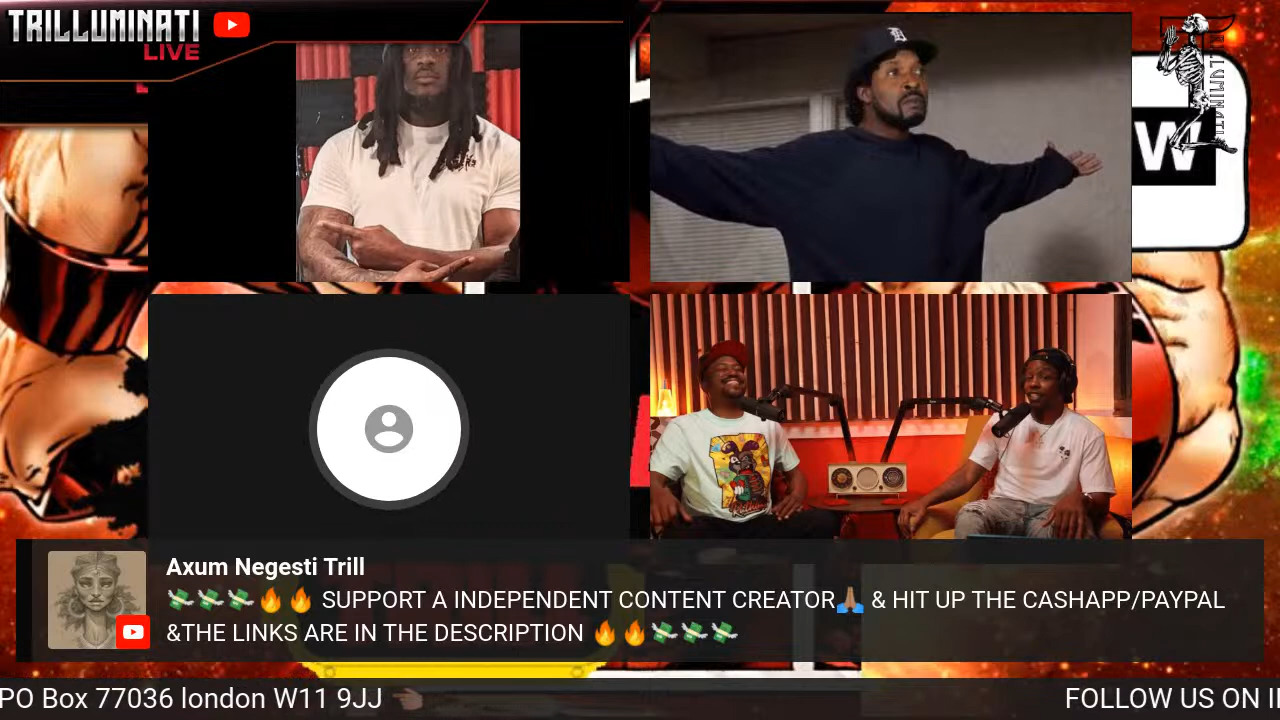 TRILLUMINATI
LIVE
W
Axum Negesti Trill
💸💸💸🔥🔥 SUPPORT A INDEPENDENT CONTENT CREATOR🙏🏽 & HIT UP THE CASHAPP/PAYPAL
&THE LINKS ARE IN THE DESCRIPTION 🔥🔥💸💸💸
PO Box 77036 london W11 9JJ
FOLLOW US ON